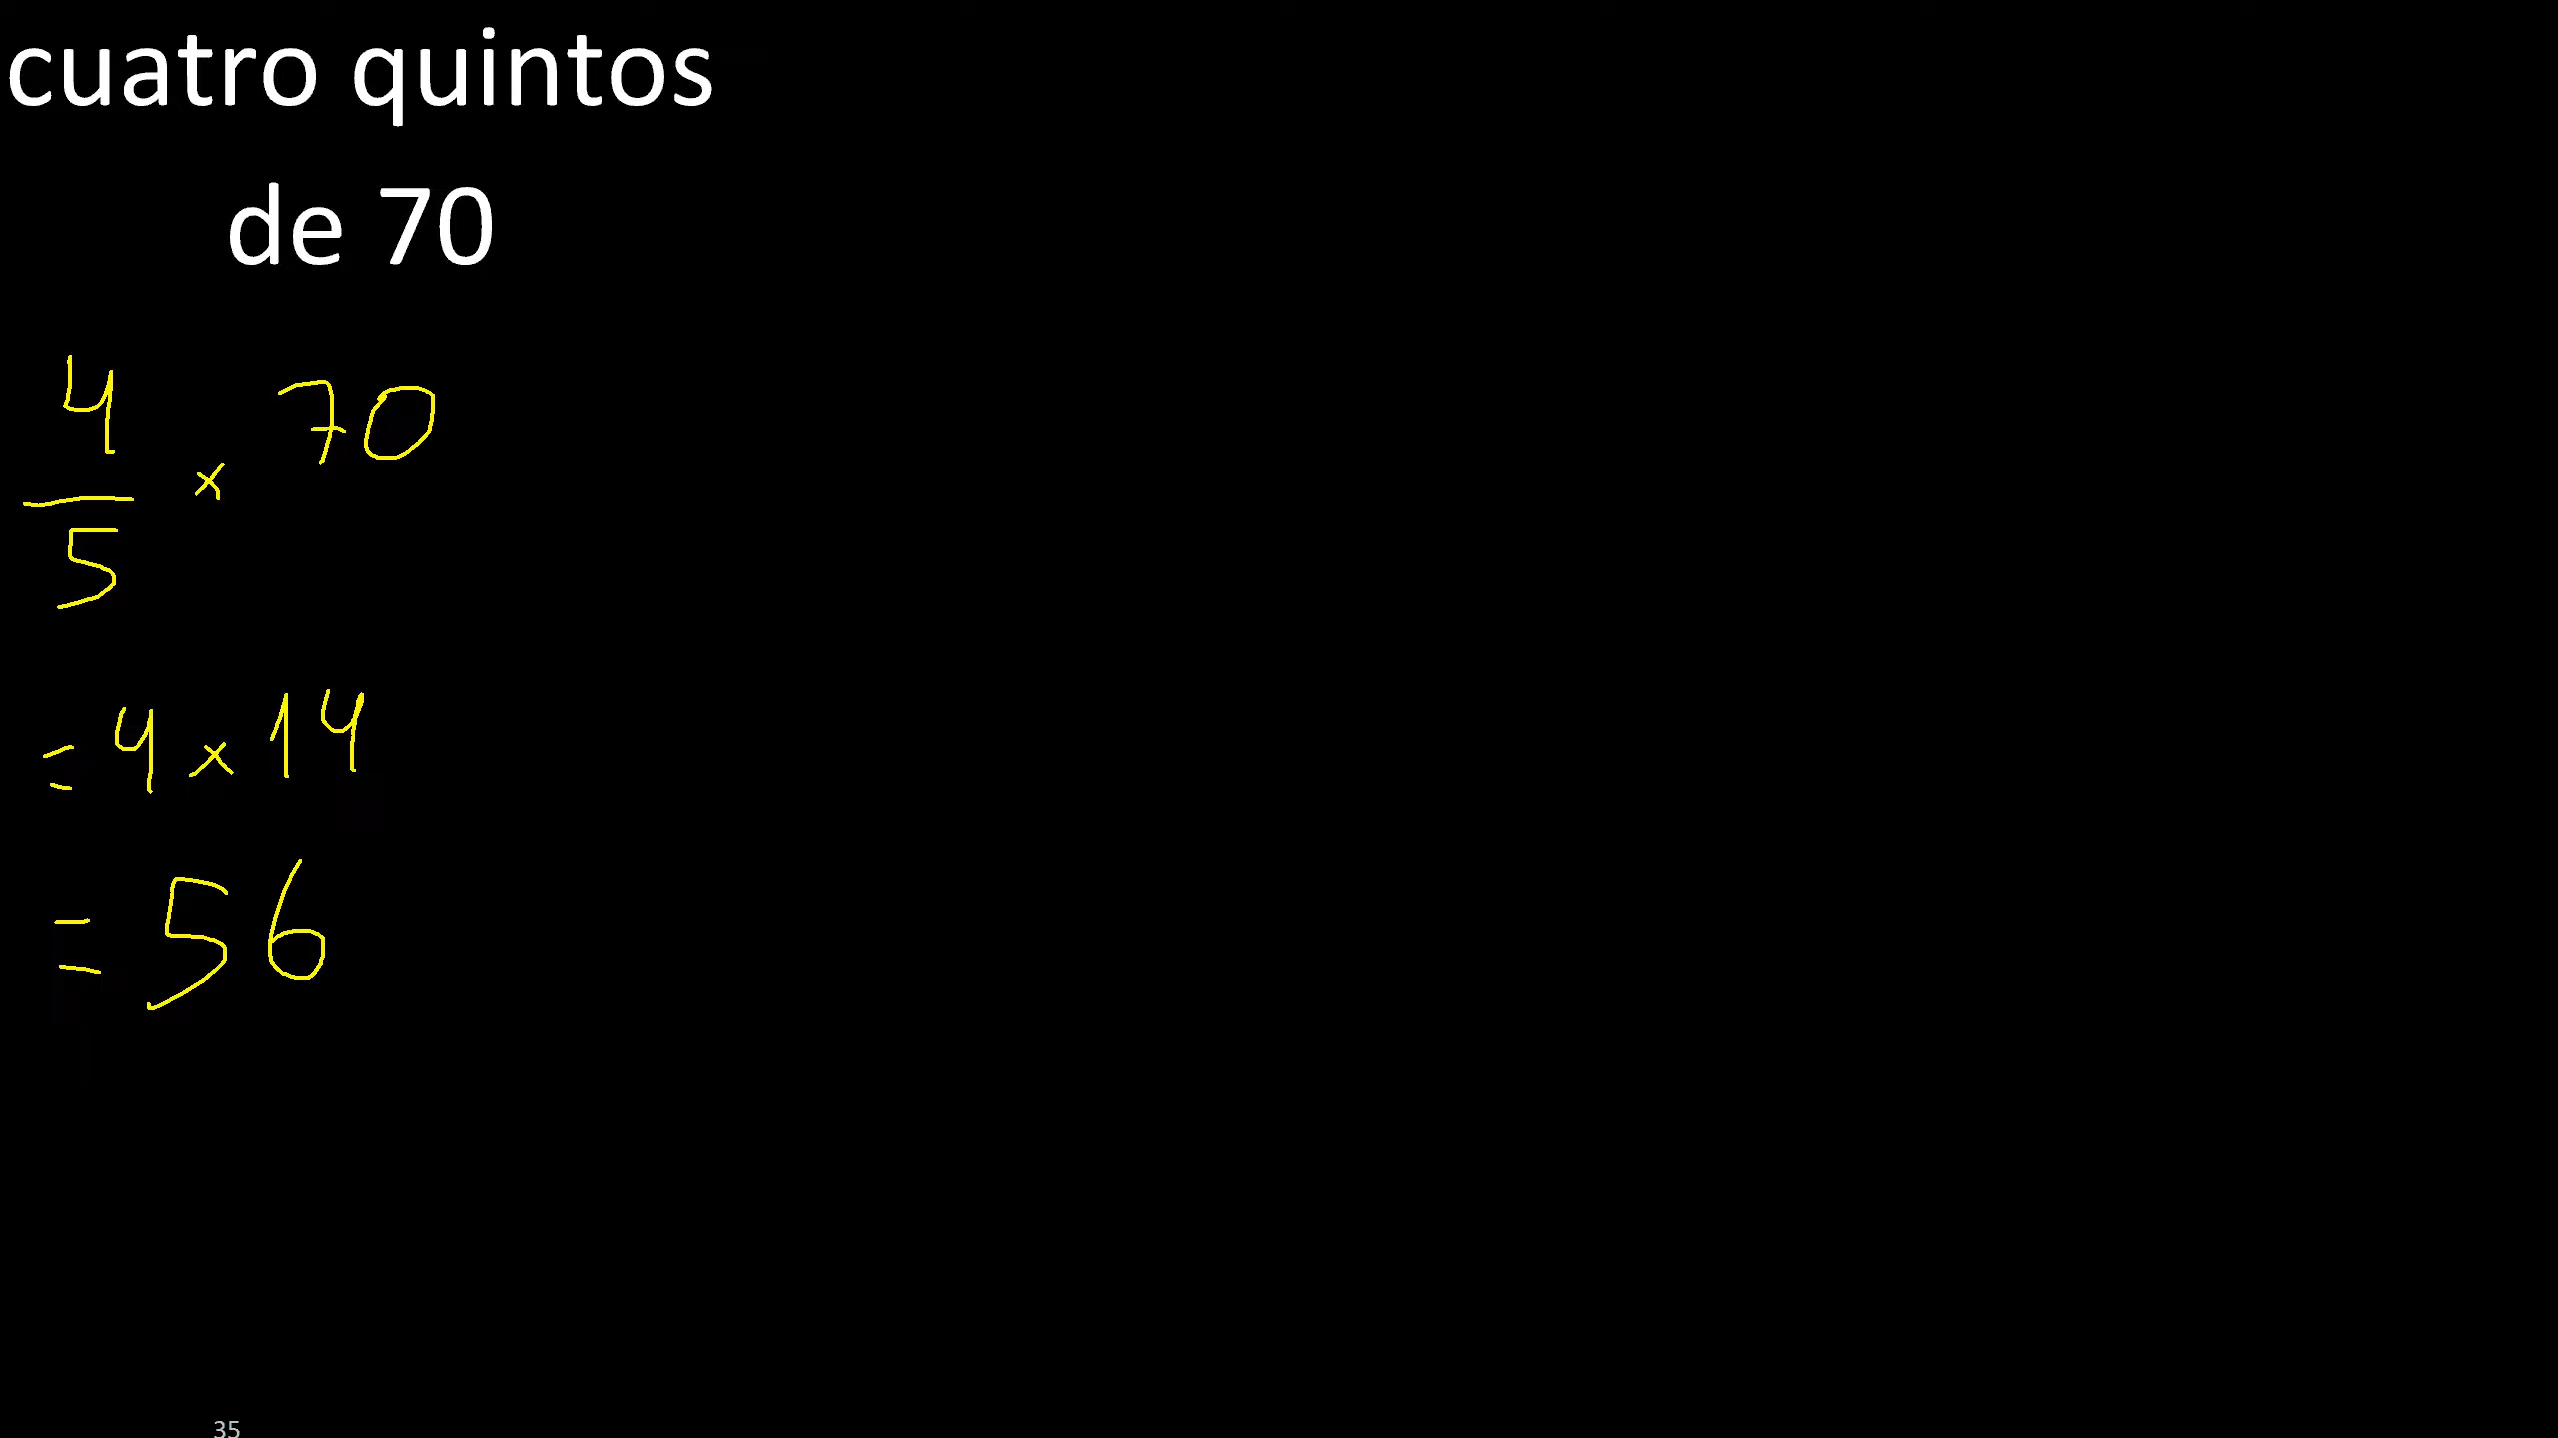 cuatro quintos
de 70
4/5 × 70
= 4 × 14
= 56
35